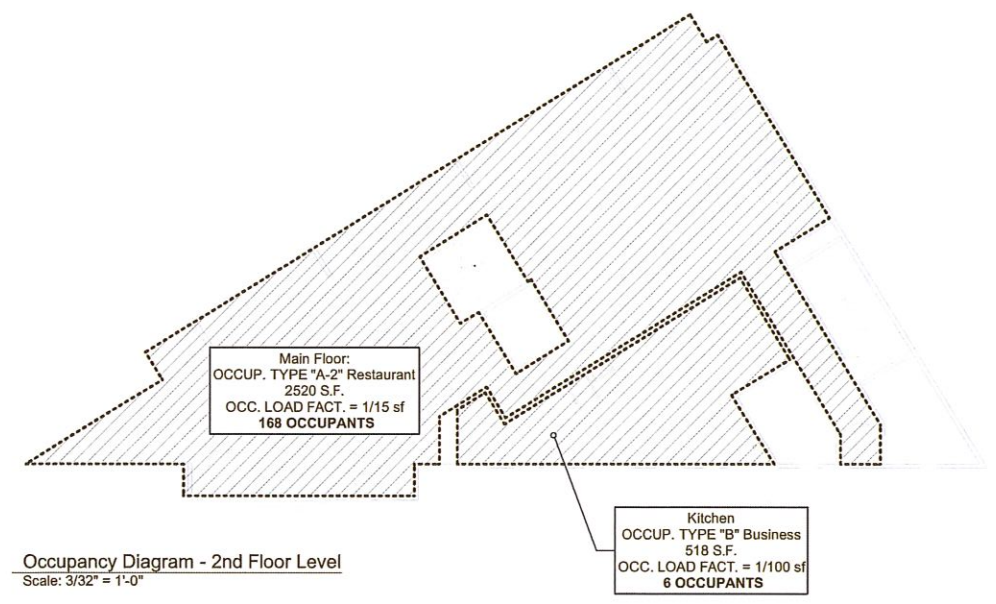 Main Floor:
OCCUP. TYPE "A-2" Restaurant
2520 S.F.
OCC. LOAD FACT. = 1/15 sf
168 OCCUPANTS
Kitchen
OCCUP. TYPE "B" Business
518 S.F.
OCC. LOAD FACT. = 1/100 sf
6 OCCUPANTS
Occupancy Diagram - 2nd Floor Level
Scale: 3/32" = 1'-0"